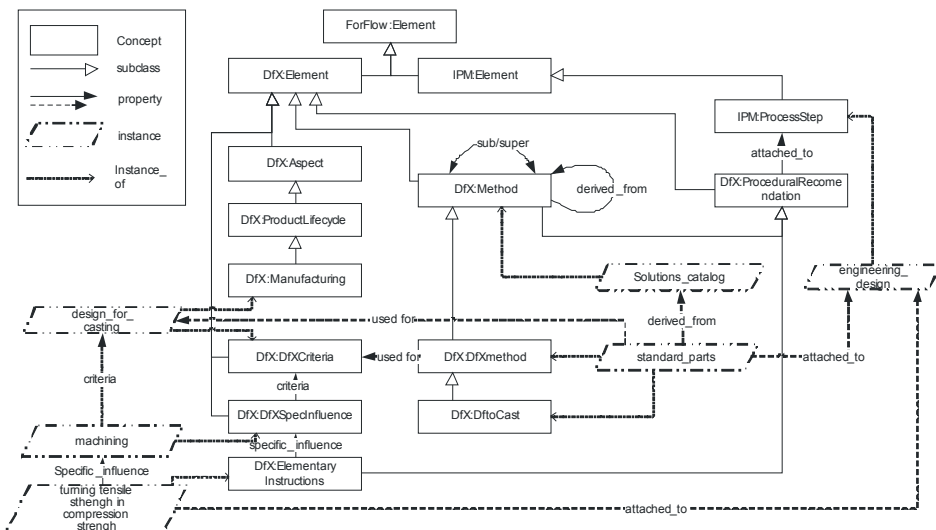 ForFlow:Element
Concept
subclass
property
instance
Instance_
of
DfX:Element
IPM:Element
IPM:ProcessStep
attached_to
DfX:Aspect
sub/super
DfX:Method
derived_from
DfX:ProceduralRecomendation
DfX:ProductLifecycle
DfX:Manufacturing
Solutions_catalog
engineering_
design
design_for_
casting
used for
derived_from
DfX:DfXCriteria
used for
DfX:DfXmethod
standard_parts
attached_to
criteria
criteria
DfX:DfXSpecInfluence
DfX:DftoCast
machining
specific_influence
Specific_influence
DfX:Elementary
Instructions
turning tensile
sthengh in
compression
strengh
attached_to